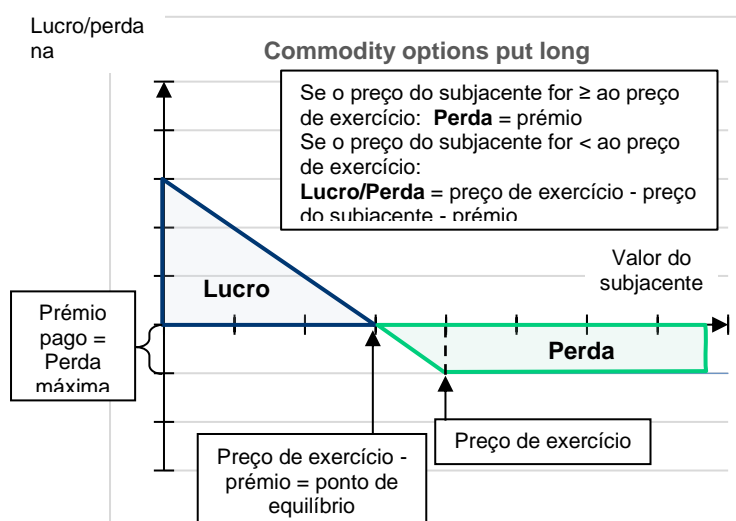 Lucro/perda
na
Commodity options put long
Se o preço do subjacente for ≥ ao preço
de exercício: Perda = prémio
Se o preço do subjacente for < ao preço
de exercício:
Lucro/Perda = preço de exercício - preço
do subjacente - prémio
Valor do
subjacente
Lucro
Prémio
pago =
Perda
máxima
Perda
Preço de exercício
Preço de exercício -
prémio = ponto de
equilíbrio